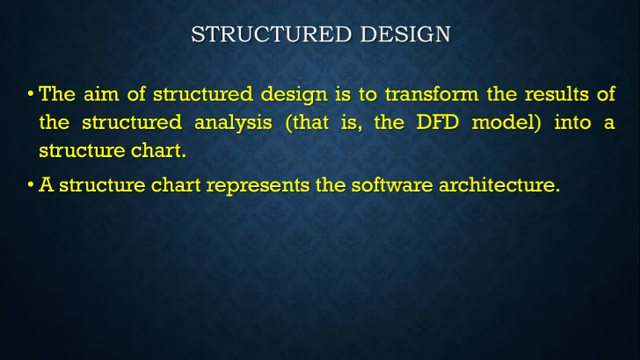 STRUCTURED DESIGN
• The aim of structured design is to transform the results of
the structured analysis (that is, the DFD model) into a
structure chart.
• A structure chart represents the software architecture.